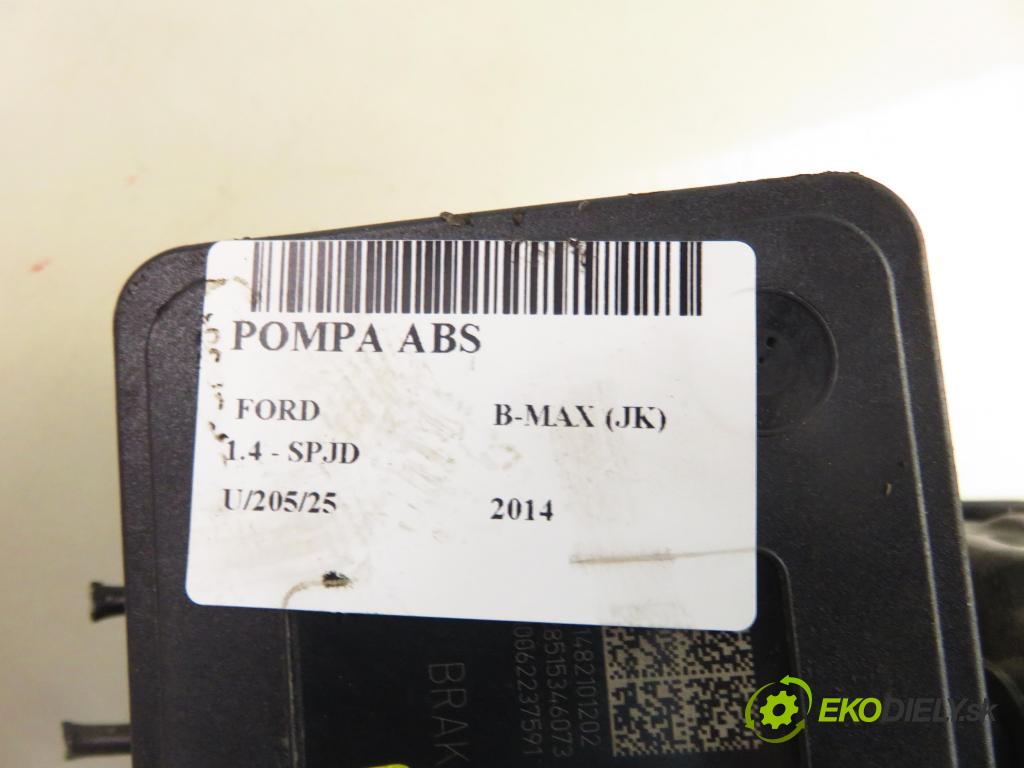 POMPA ABS
FORD B-MAX (JK)
1.4 - SPJD
U/205/25 2014
BRAK
EKODIELY.sk